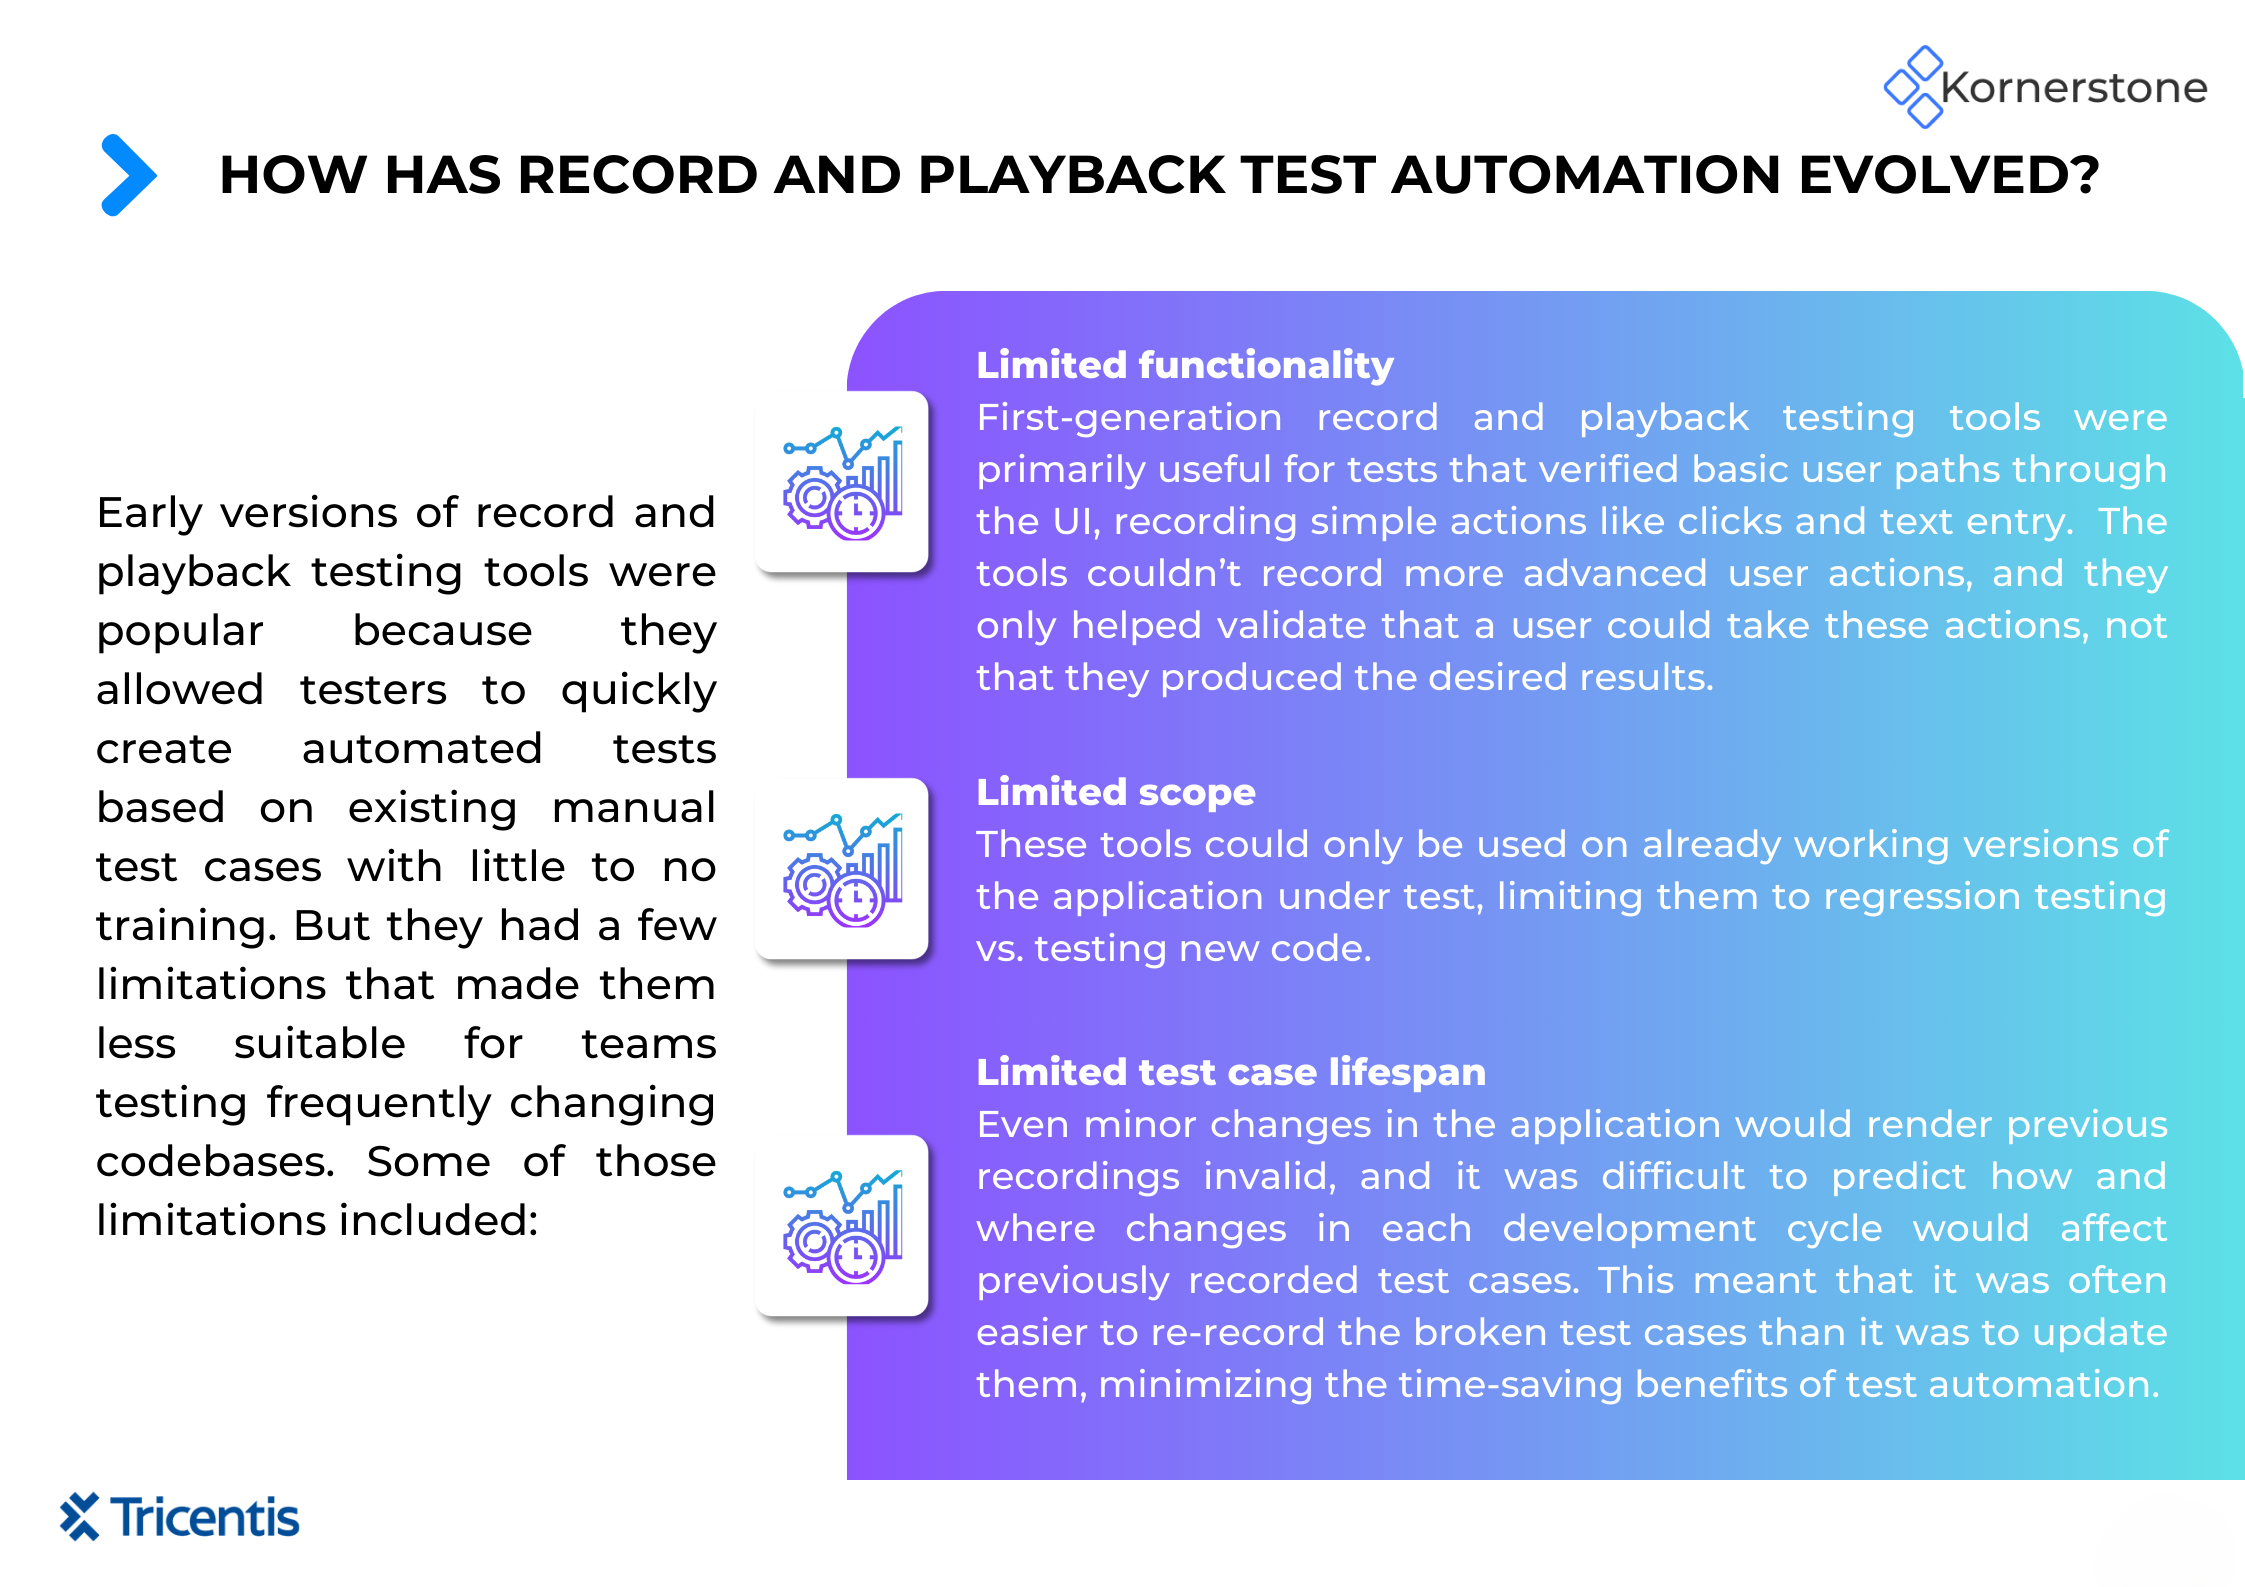 Kornerstone
HOW HAS RECORD AND PLAYBACK TEST AUTOMATION EVOLVED?
Early versions of record and
playback testing tools were
popular because they
allowed testers to quickly
create automated tests
based on existing manual
test cases with little to no
training. But they had a few
limitations that made them
less suitable for teams
testing frequently changing
codebases. Some of those
limitations included:
Limited functionality
First-generation record and playback testing tools were
primarily useful for tests that verified basic user paths through
the UI, recording simple actions like clicks and text entry. The
tools couldn’t record more advanced user actions, and they
only helped validate that a user could take these actions, not
that they produced the desired results.
Limited scope
These tools could only be used on already working versions of
the application under test, limiting them to regression testing
vs. testing new code.
Limited test case lifespan
Even minor changes in the application would render previous
recordings invalid, and it was difficult to predict how and
where changes in each development cycle would affect
previously recorded test cases. This meant that it was often
easier to re-record the broken test cases than it was to update
them, minimizing the time-saving benefits of test automation.
Tricentis